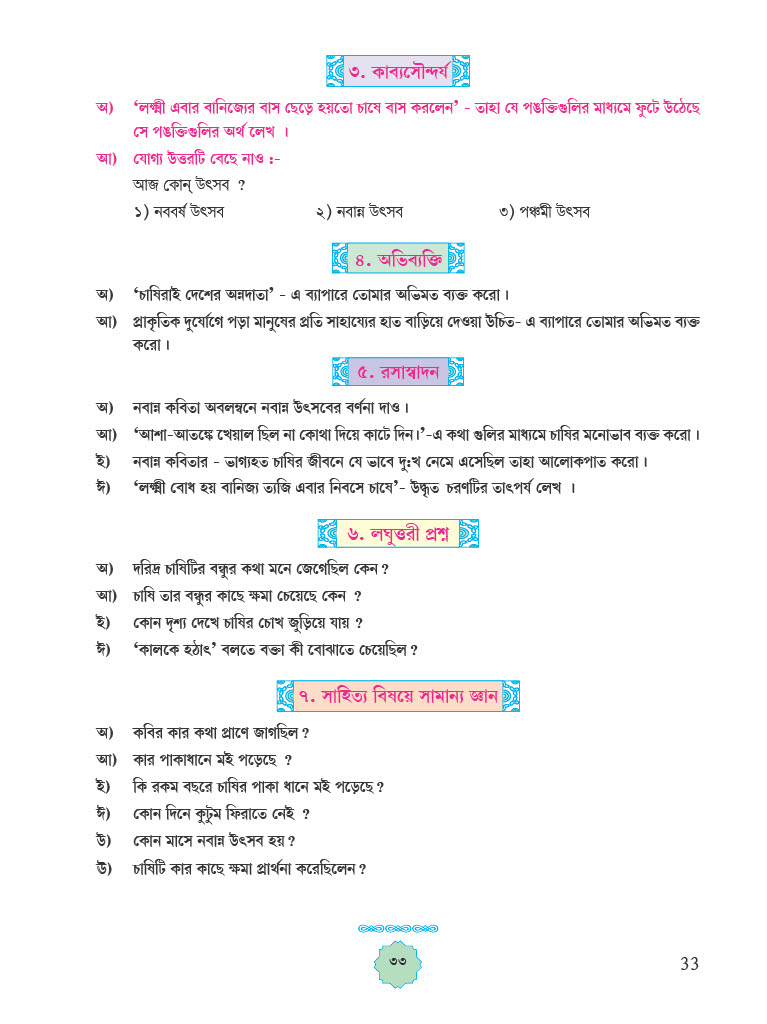 ৩. কাব্যসৌন্দর্য
অ) ‘লক্ষ্মী এবার বানিজ্যের বাস ছেড়ে হয়তো চাষে বাস করলেন’ - তাহা যে পঙক্তিগুলির মাধ্যমে ফুটে উঠেছে
সে পঙক্তিগুলির অর্থ লেখ ।
আ) যোগ্য উত্তরটি বেছে নাও :-
আজ কোন্ উৎসব ?
১) নববর্ষ উৎসব ২) নবান্ন উৎসব ৩) পঞ্চমী উৎসব
৪. অভিব্যক্তি
অ) ‘চাষিরাই দেশের অন্নদাতা’ - এ ব্যাপারে তোমার অভিমত ব্যক্ত করো।
আ) প্রাকৃতিক দুর্যোগে পড়া মানুষের প্রতি সাহায্যের হাত বাড়িয়ে দেওয়া উচিত- এ ব্যাপারে তোমার অভিমত ব্যক্ত
করো।
৫. রসাস্বাদন
অ) নবান্ন কবিতা অবলম্বনে নবান্ন উৎসবের বর্ণনা দাও।
আ) ‘আশা-আতঙ্কে খেয়াল ছিল না কোথা দিয়ে কাটে দিন।’-এ কথা গুলির মাধ্যমে চাষির মনোভাব ব্যক্ত করো।
ই) নবান্ন কবিতার - ভাগ্যহত চাষির জীবনে যে ভাবে দু:খ নেমে এসেছিল তাহা আলোকপাত করো।
ঈ) ‘লক্ষ্মী বোধ হয় বানিজ্য ত্যজি এবার নিবসে চাষে’- উদ্ধৃত চরণটির তাৎপর্য লেখ ।
৬. লঘুত্তরী প্রশ্ন
অ) দরিদ্র চাষিটির বন্ধুর কথা মনে জেগেছিল কেন?
আ) চাষি তার বন্ধুর কাছে ক্ষমা চেয়েছে কেন ?
ই) কোন দৃশ্য দেখে চাষির চোখ জুড়িয়ে যায় ?
ঈ) ‘কালকে হঠাৎ’ বলতে বক্তা কী বোঝাতে চেয়েছিল?
৭. সাহিত্য বিষয়ে সামান্য জ্ঞান
অ) কবির কার কথা প্রাণে জাগছিল?
আ) কার পাকাধানে মই পড়েছে ?
ই) কি রকম বছরে চাষির পাকা ধানে মই পড়েছে?
ঈ) কোন দিনে কুটুম ফিরাতে নেই ?
উ) কোন মাসে নবান্ন উৎসব হয়?
ঊ) চাষিটি কার কাছে ক্ষমা প্রার্থনা করেছিলেন?
৩৩
33